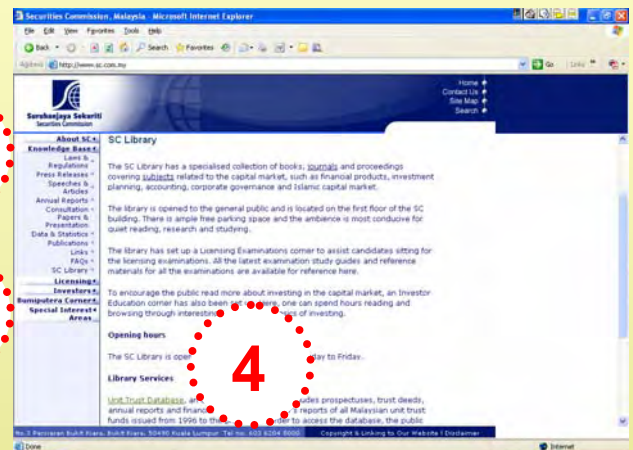 Securities Commission, Malaysia - Microsoft Internet Explorer
File Edit View Favorites Tools Help
Back Search Favorites
Address http://www.sc.com.my Go Links
Home
Contact Us
Site Map
Search
Suruhanjaya Sekuriti
Securities Commission
About SC
Knowledge Base
Laws &
Regulations
Press Releases
Speeches &
Articles
Annual Reports
Consultation
Papers &
Presentation
Data & Statistics
Publications
Links
FAQs
SC Library
Licensing
Investors
Bumiputera Corner
Special Interest
Areas
SC Library
The SC Library has a specialised collection of books, journals and proceedings
covering subjects related to the capital market, such as financial products, investment
planning, accounting, corporate governance and Islamic capital market.
The library is opened to the general public and is located on the first floor of the SC
building. There is ample free parking space and the ambience is most conducive for
quiet reading, research and studying.
The library has set up a Licensing Examinations corner to assist candidates sitting for
the licensing examinations. All the latest examination study guides and reference
materials for all the examinations are available for reference here.
To encourage the public read more about investing in the capital market, an Investor
Education corner has also been set up. Here, one can spend hours reading and
browsing through interesting of investing.
Opening hours
The SC Library is open to Friday.
4
Library Services
Unit Trust Database, prospectuses, trust deeds,
annual reports and reports of all Malaysian unit trust
funds issued from 1996 to the to access the database, the public
No.3 Persiaran Bukit Kiara, Bukit Kiara, 50490 Kuala Lumpur Tel no: 603 6204 8000 Copyright & Linking to Our Website | Disclaimer
Done Internet